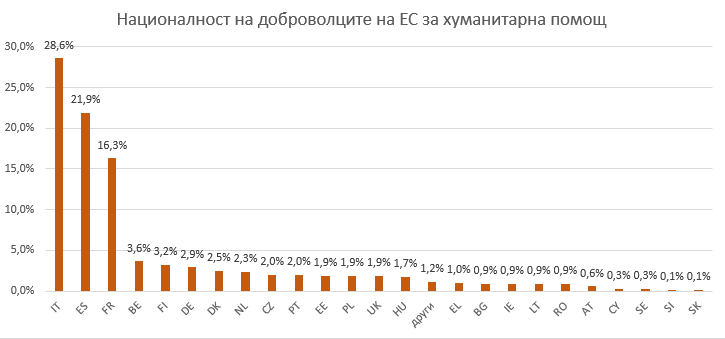 Националност на доброволците на ЕС за хуманитарна помощ
30,0%
25,0%
20,0%
15,0%
10,0%
5,0%
0,0%
28,6% 21,9% 16,3% 3,6% 3,2% 2,9% 2,5% 2,3% 2,0% 2,0% 1,9% 1,9% 1,9% 1,7% 1,2% 1,0% 0,9% 0,9% 0,9% 0,9% 0,6% 0,3% 0,3% 0,1% 0,1%
IT ES FR BE FI DE DK NL CZ PT EE PL UK HU други EL BG IE LT RO AT CY SE SI SK